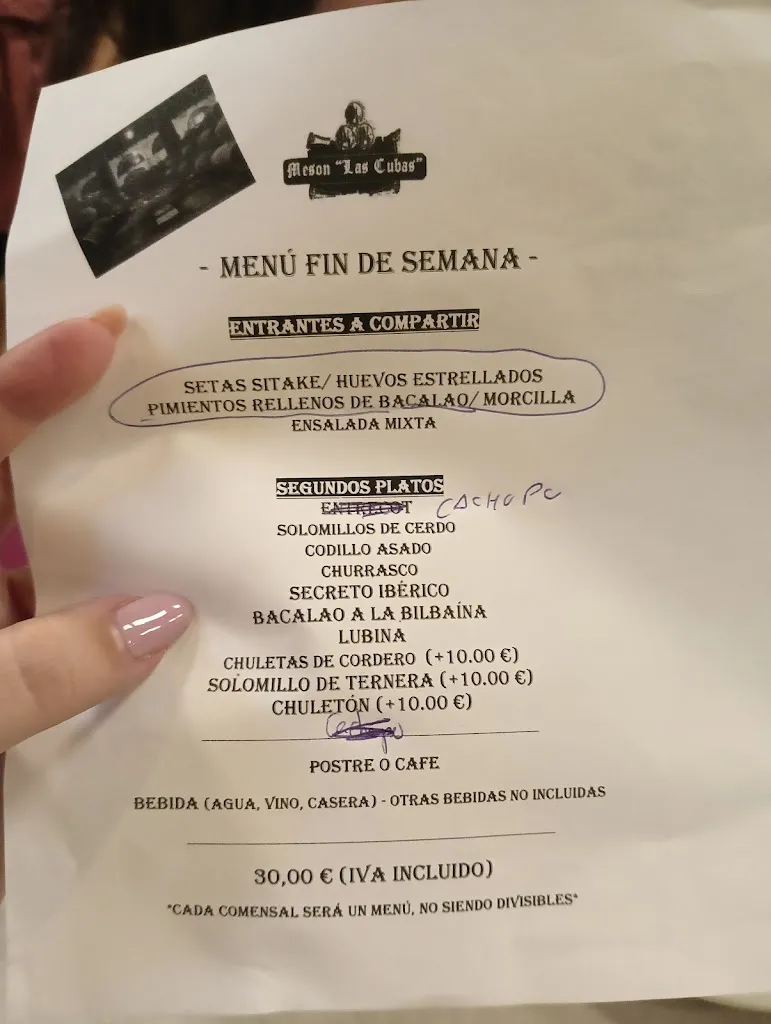 Meson "Las Cubas"
- MENÚ FIN DE SEMANA -
ENTRANTES A COMPARTIR
SETAS SITAKE/ HUEVOS ESTRELLADOS
PIMIENTOS RELLENOS DE BACALAO/ MORCILLA
ENSALADA MIXTA
SEGUNDOS PLATOS
ENTRECOT CACHOPO
SOLOMILLOS DE CERDO
CODILLO ASADO
CHURRASCO
SECRETO IBÉRICO
BACALAO A LA BILBAÍNA
LUBINA
CHULETAS DE CORDERO (+10.00 €)
SOLOMILLO DE TERNERA (+10.00 €)
CHULETÓN (+10.00 €)
POSTRE O CAFE
BEBIDA (AGUA, VINO, CASERA) - OTRAS BEBIDAS NO INCLUIDAS
30,00 € (IVA INCLUIDO)
*CADA COMENSAL SERÁ UN MENÚ, NO SIENDO DIVISIBLES*